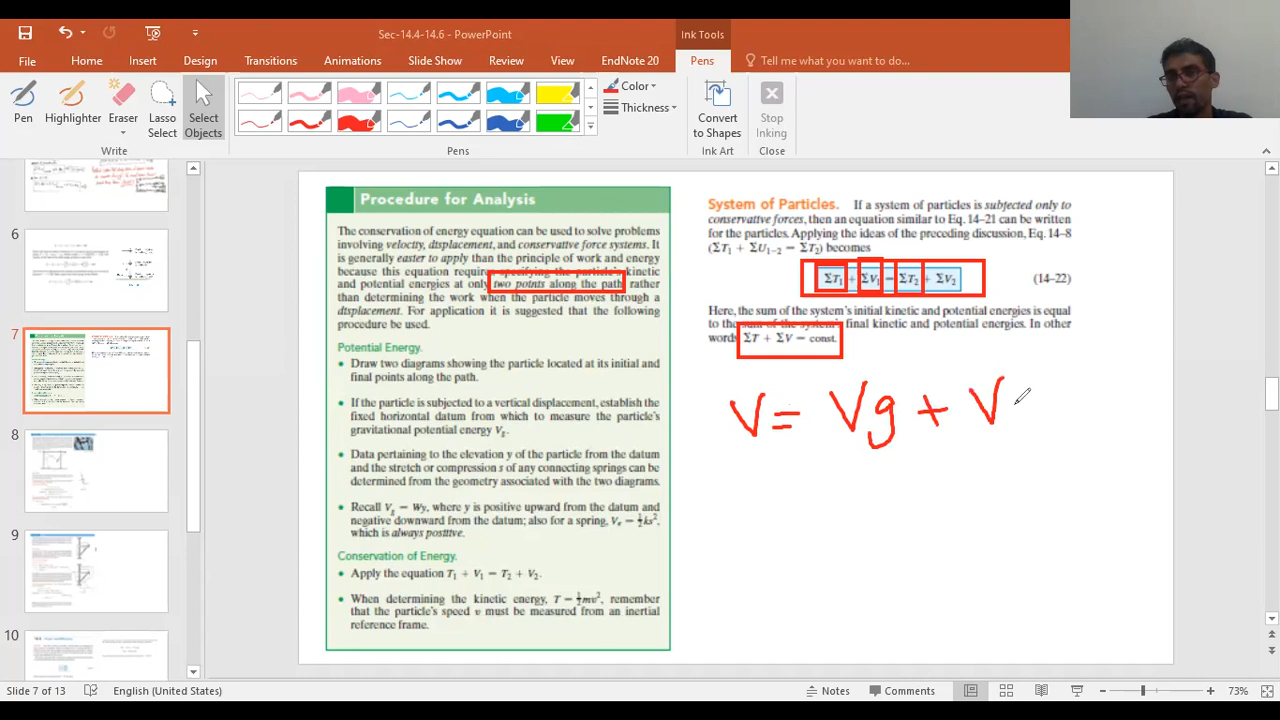 Sec-14.4-14.6 - PowerPoint
Ink Tools
File
Home
Insert
Design
Transitions
Animations
Slide Show
Review
View
EndNote 20
Pens
Tell me what you want to do...
Pen
Highlighter
Eraser
Lasso
Select
Select
Objects
Color
Thickness
Convert
to Shapes
Stop
Inking
Write
Pens
Ink Art
Close
6
7
8
9
10
Procedure for Analysis
The conservation of energy equation can be used to solve problems
involving velocity, displacement, and conservative force systems. It
is generally easier to apply than the principle of work and energy
because this equation requires specifying the particle's kinetic
and potential energies at only two points along the path, rather
than determining the work when the particle moves through a
displacement. For application it is suggested that the following
procedure be used.
Potential Energy.
• Draw two diagrams showing the particle located at its initial and
final points along the path.
• If the particle is subjected to a vertical displacement, establish the
fixed horizontal datum from which to measure the particle's
gravitational potential energy Vg.
• Data pertaining to the elevation y of the particle from the datum
and the stretch or compression s of any connecting springs can be
determined from the geometry associated with the two diagrams.
• Recall Vg = Wy, where y is positive upward from the datum and
negative downward from the datum; also for a spring, Ve = ½ks²,
which is always positive.
Conservation of Energy.
• Apply the equation T₁ + V₁ = T₂ + V₂.
• When determining the kinetic energy, T = ½mv², remember
that the particle's speed v must be measured from an inertial
reference frame.
System of Particles. If a system of particles is subjected only to
conservative forces, then an equation similar to Eq. 14–21 can be written
for the particles. Applying the ideas of the preceding discussion, Eq. 14–8
(ΣT₁ + ΣU₁₋₂ = ΣT₂) becomes
ΣT₁ + ΣV₁ = ΣT₂ + ΣV₂ (14–22)
Here, the sum of the system's initial kinetic and potential energies is equal
to the sum of the system's final kinetic and potential energies. In other
words ΣT + ΣV = const.
V = Vg + V
Slide 7 of 13
English (United States)
Notes
Comments
73%